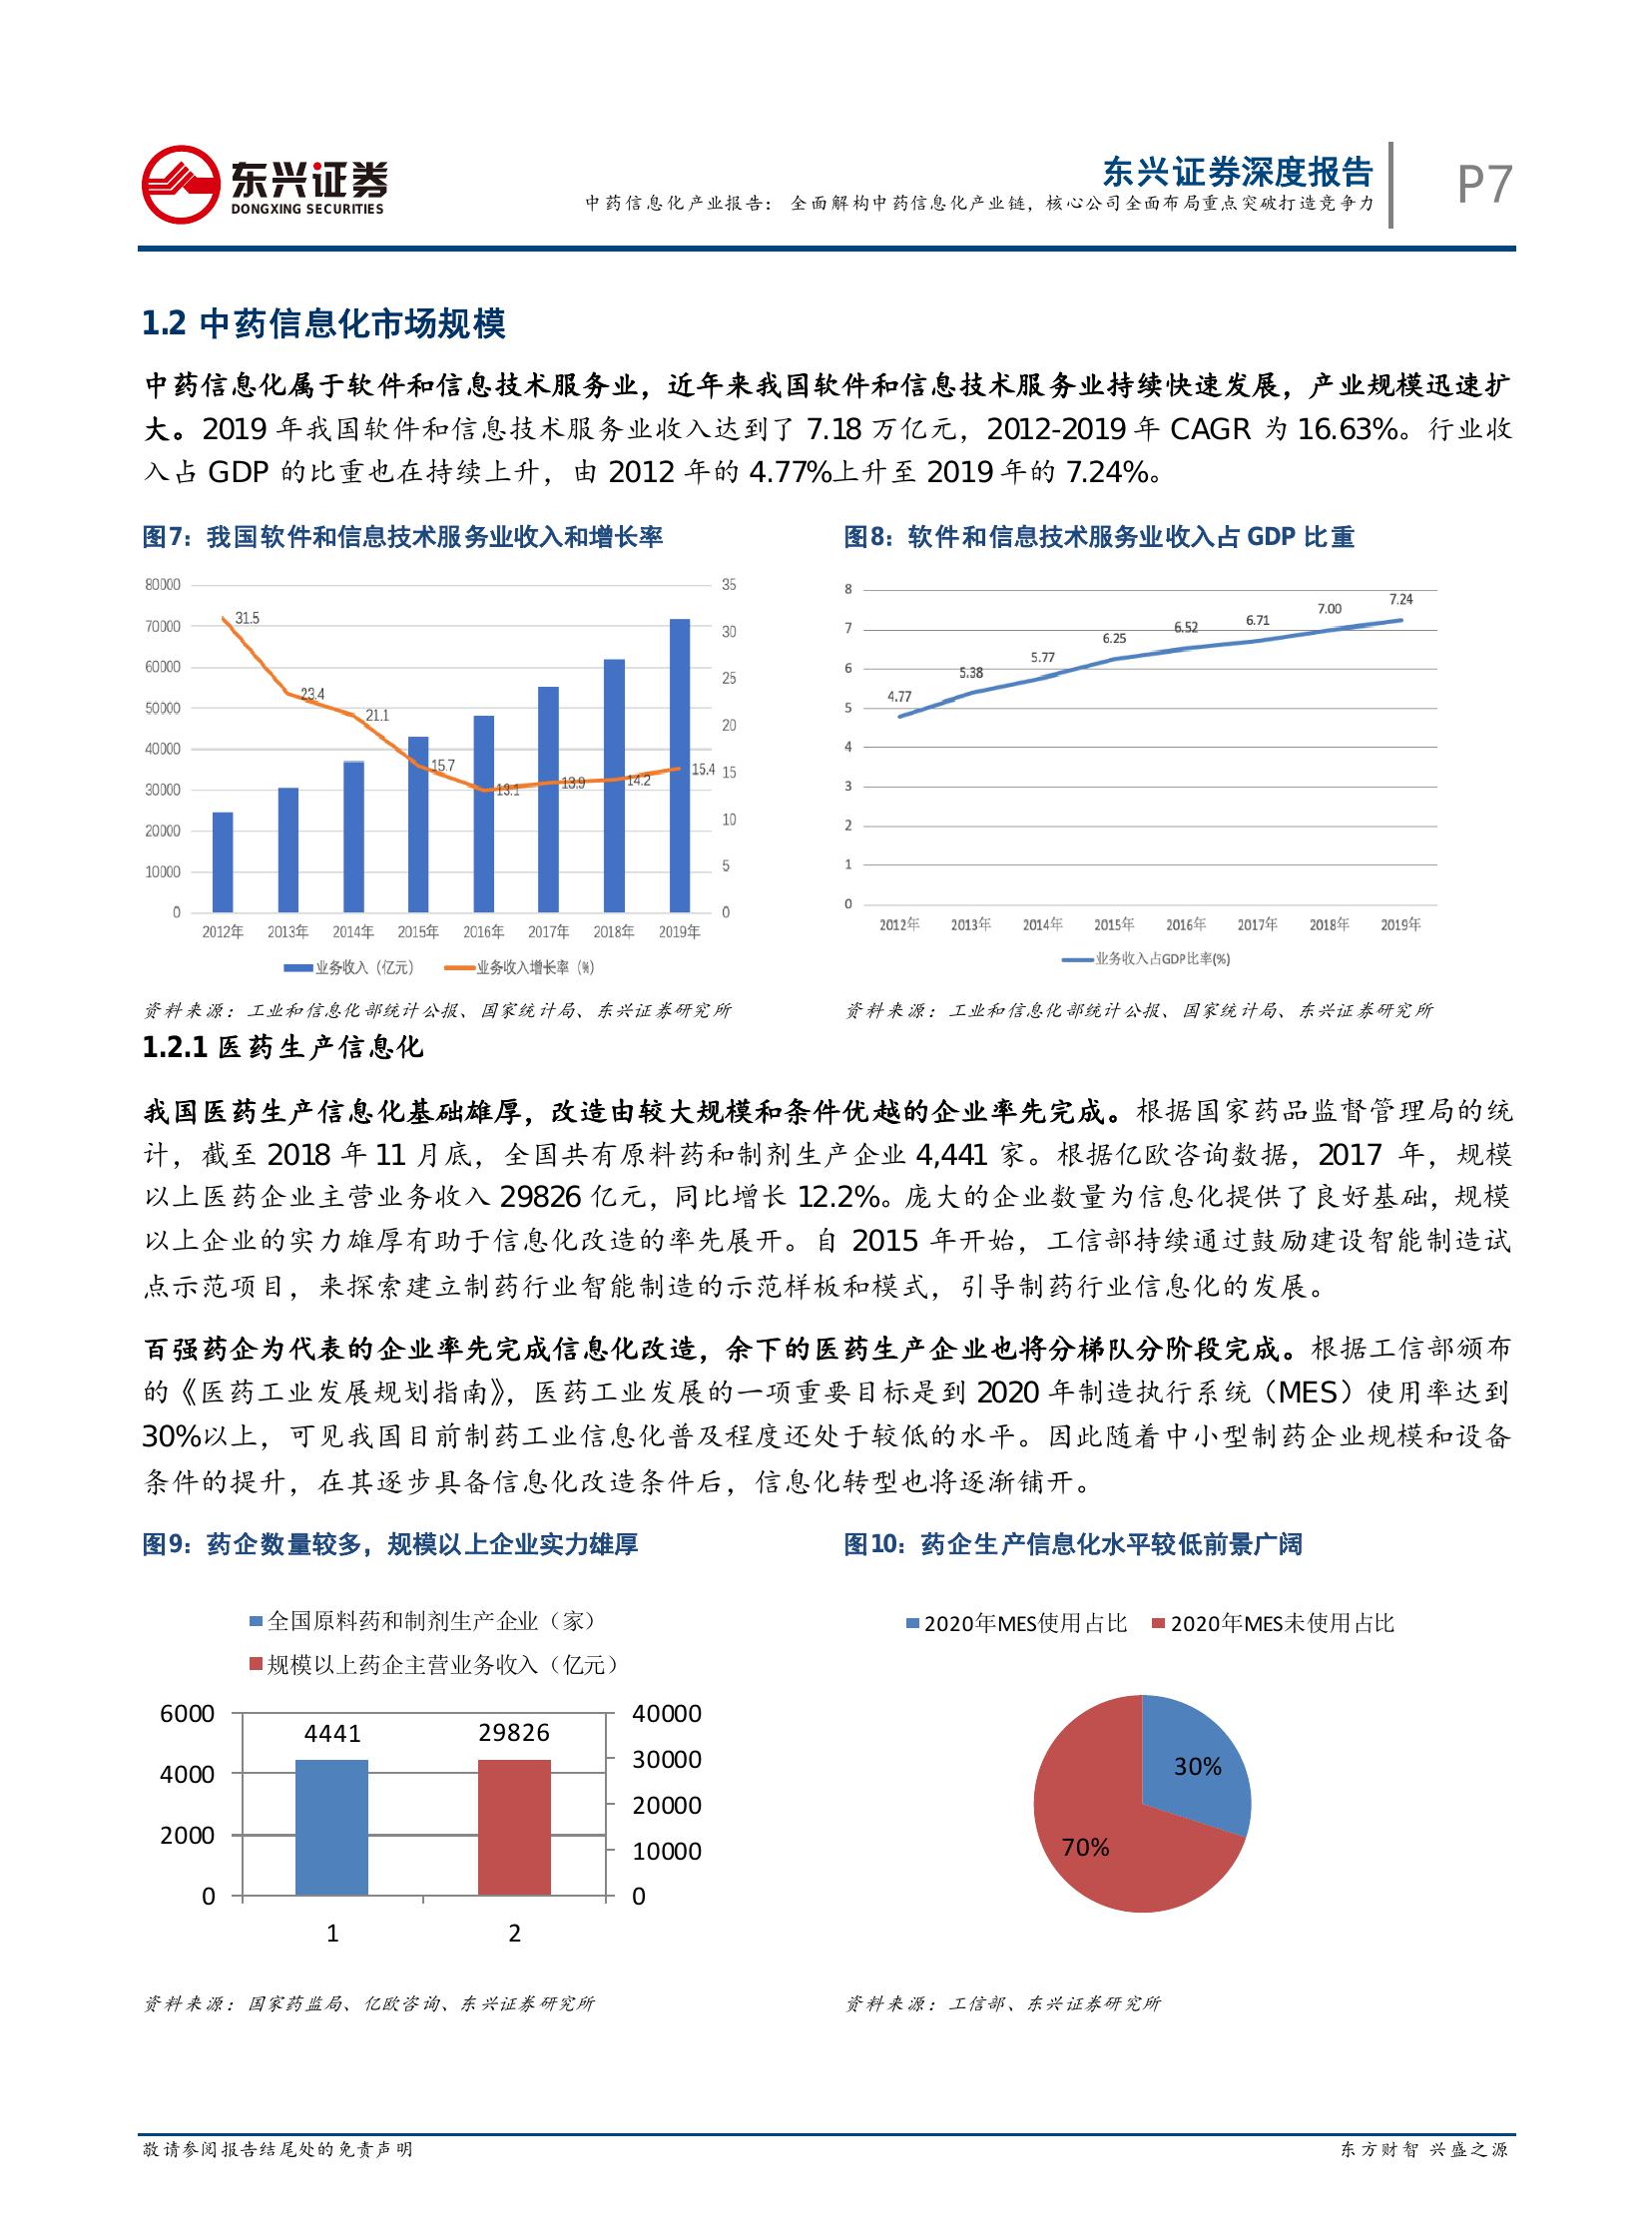 东兴证券
DONGXING SECURITIES
东兴证券深度报告
中药信息化产业报告：全面解构中药信息化产业链，核心公司全面布局重点突破打造竞争力
P7
1.2 中药信息化市场规模
中药信息化属于软件和信息技术服务业，近年来我国软件和信息技术服务业持续快速发展，产业规模迅速扩
大。2019 年我国软件和信息技术服务业收入达到了 7.18 万亿元，2012-2019 年 CAGR 为 16.63%。行业收
入占 GDP 的比重也在持续上升，由 2012 年的 4.77%上升至 2019 年的 7.24%。
图7：我国软件和信息技术服务业收入和增长率
80000
70000
60000
50000
40000
30000
20000
10000
0
35
30
25
20
15
10
5
0
31.5
23.4
21.1
15.7
13.1
13.9
14.2
15.4
2012年 2013年 2014年 2015年 2016年 2017年 2018年 2019年
业务收入（亿元） 业务收入增长率（%）
资料来源：工业和信息化部统计公报、国家统计局、东兴证券研究所
图8：软件和信息技术服务业收入占 GDP 比重
8
7
6
5
4
3
2
1
0
4.77
5.38
5.77
6.25
6.52
6.71
7.00
7.24
2012年 2013年 2014年 2015年 2016年 2017年 2018年 2019年
业务收入占GDP比率(%)
资料来源：工业和信息化部统计公报、国家统计局、东兴证券研究所
1.2.1 医药生产信息化
我国医药生产信息化基础雄厚，改造由较大规模和条件优越的企业率先完成。根据国家药品监督管理局的统
计，截至 2018 年 11 月底，全国共有原料药和制剂生产企业 4,441 家。根据亿欧咨询数据，2017 年，规模
以上医药企业主营业务收入 29826 亿元，同比增长 12.2%。庞大的企业数量为信息化提供了良好基础，规模
以上企业的实力雄厚有助于信息化改造的率先展开。自 2015 年开始，工信部持续通过鼓励建设智能制造试
点示范项目，来探索建立制药行业智能制造的示范样板和模式，引导制药行业信息化的发展。
百强药企为代表的企业率先完成信息化改造，余下的医药生产企业也将分梯队分阶段完成。根据工信部颁布
的《医药工业发展规划指南》，医药工业发展的一项重要目标是到 2020 年制造执行系统（MES）使用率达到
30%以上，可见我国目前制药工业信息化普及程度还处于较低的水平。因此随着中小型制药企业规模和设备
条件的提升，在其逐步具备信息化改造条件后，信息化转型也将逐渐铺开。
图9：药企数量较多，规模以上企业实力雄厚
全国原料药和制剂生产企业（家）
规模以上药企主营业务收入（亿元）
6000
4000
2000
0
4441
29826
40000
30000
20000
10000
0
1 2
资料来源：国家药监局、亿欧咨询、东兴证券研究所
图10：药企生产信息化水平较低前景广阔
2020年MES使用占比 2020年MES未使用占比
30%
70%
资料来源：工信部、东兴证券研究所
敬请参阅报告结尾处的免责声明
东方财智 兴盛之源